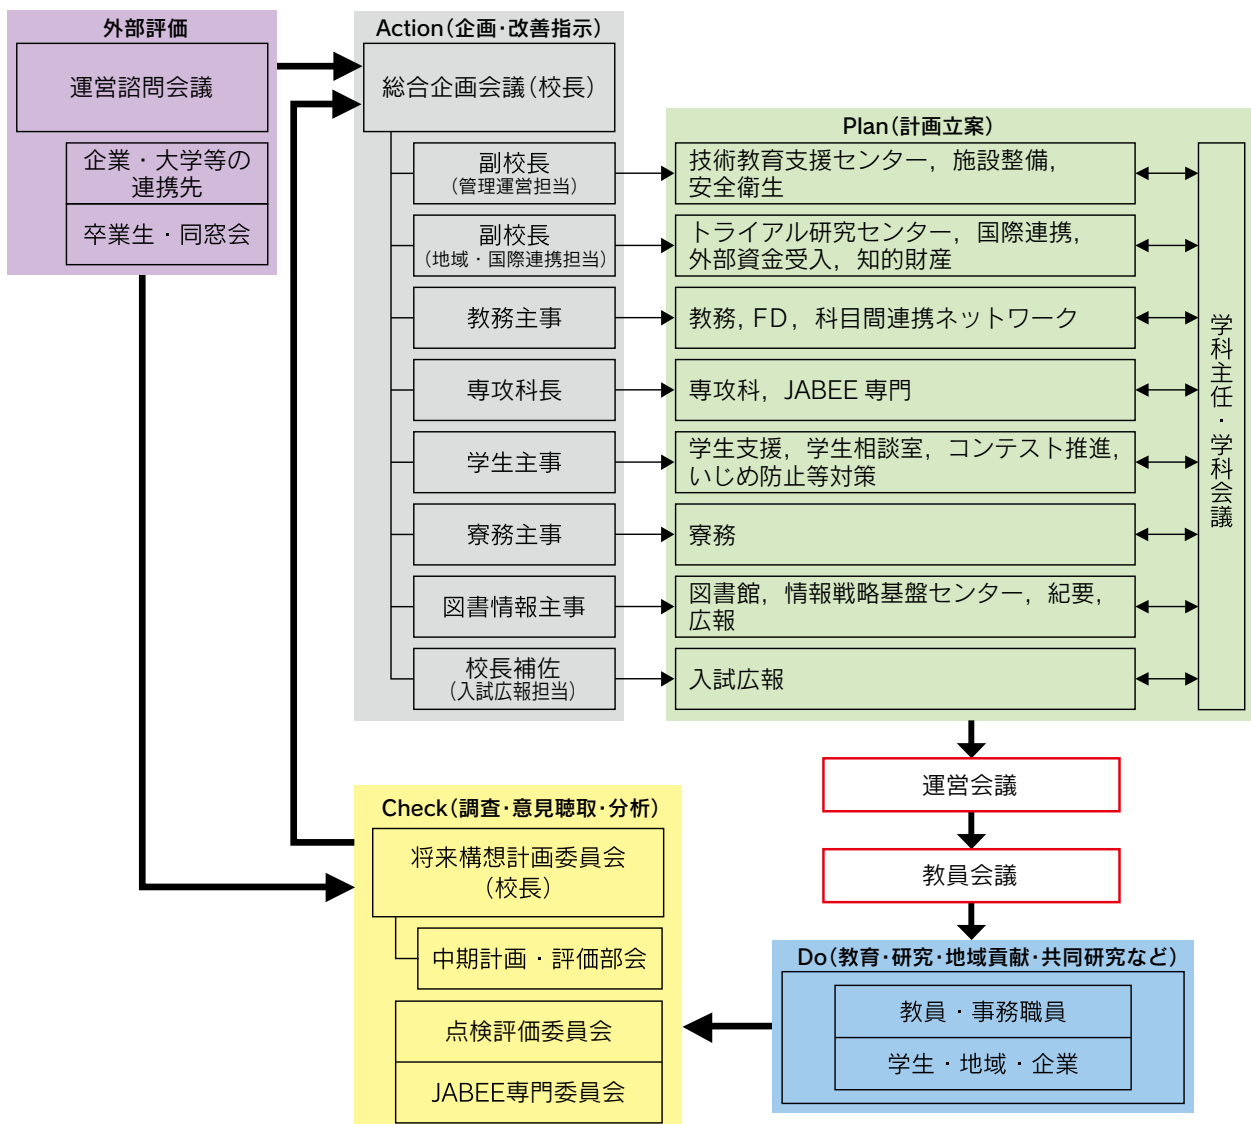 外部評価
運営諮問会議
企業・大学等の
連携先
卒業生・同窓会
Action(企画・改善指示)
総合企画会議(校長)
副校長
(管理運営担当)
副校長
(地域・国際連携担当)
教務主事
専攻科長
学生主事
寮務主事
図書情報主事
校長補佐
(入試広報担当)
Plan(計画立案)
技術教育支援センター,施設整備,
安全衛生
トライアル研究センター,国際連携,
外部資金受入,知的財産
教務, FD,科目間連携ネットワーク
専攻科,JABEE 専門
学生支援,学生相談室,コンテスト推進,
いじめ防止等対策
寮務
図書館,情報戦略基盤センター,紀要,
広報
入試広報
学科主任・学科会議
運営会議
教員会議
Do(教育・研究・地域貢献・共同研究など)
教員・事務職員
学生・地域・企業
Check(調査・意見聴取・分析)
将来構想計画委員会
(校長)
中期計画・評価部会
点検評価委員会
JABEE専門委員会